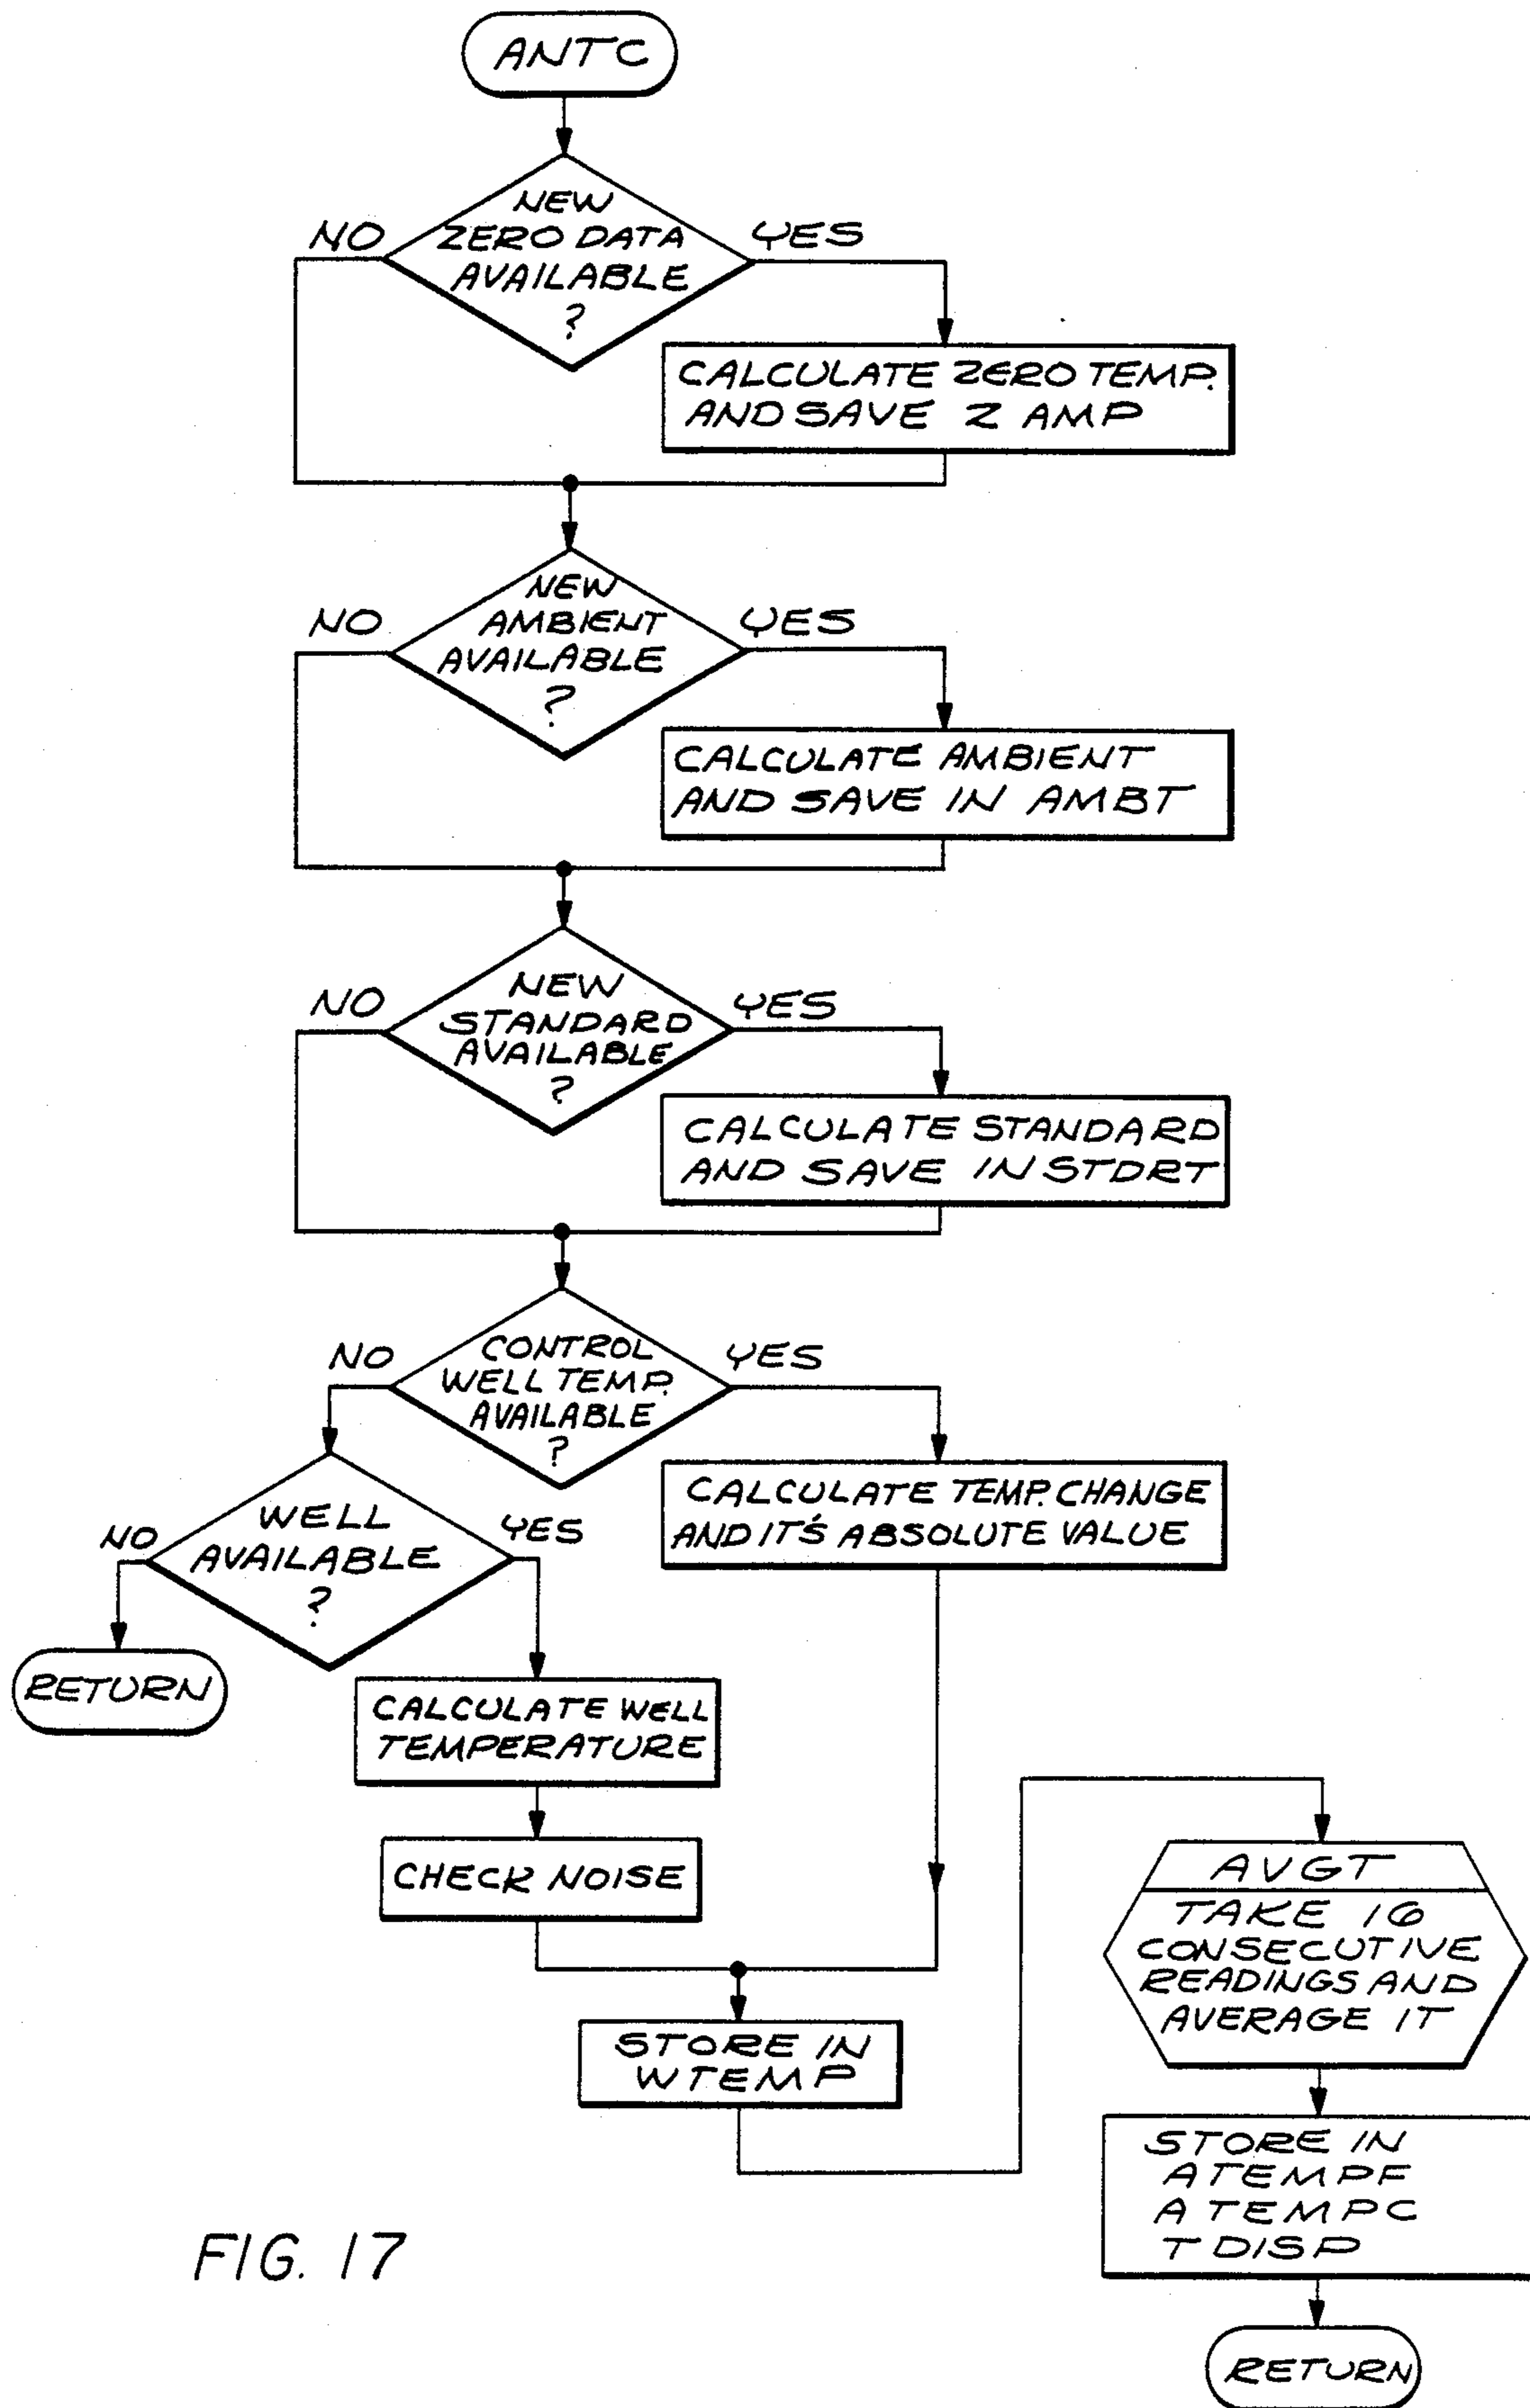 ANTC
NEW
ZERO DATA
AVAILABLE
?
NO
YES
CALCULATE ZERO TEMP.
AND SAVE Z AMP
NEW
AMBIENT
AVAILABLE
?
NO
YES
CALCULATE AMBIENT
AND SAVE IN AMBT
NEW
STANDARD
AVAILABLE
?
NO
YES
CALCULATE STANDARD
AND SAVE IN STDRT
CONTROL
WELL TEMP.
AVAILABLE
?
NO
YES
CALCULATE TEMP. CHANGE
AND IT'S ABSOLUTE VALUE
WELL
AVAILABLE
?
NO
YES
RETURN
CALCULATE WELL
TEMPERATURE
CHECK NOISE
STORE IN
WTEMP
AVGT
TAKE 16
CONSECUTIVE
READINGS AND
AVERAGE IT
STORE IN
A TEMPF
A TEMPC
T DISP
RETURN
FIG. 17